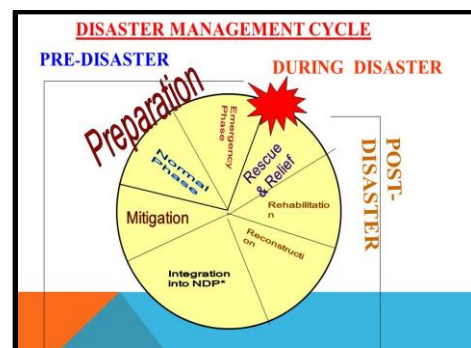 DISASTER MANAGEMENT CYCLE
PRE-DISASTER
DURING DISASTER
Preparation
Emergency
Phase
Normal
Phase
Rescue
& Relief
Mitigation
Rehabilitatio
n
Reconstructi
on
Integration
into NDP*
POST-
DISASTER